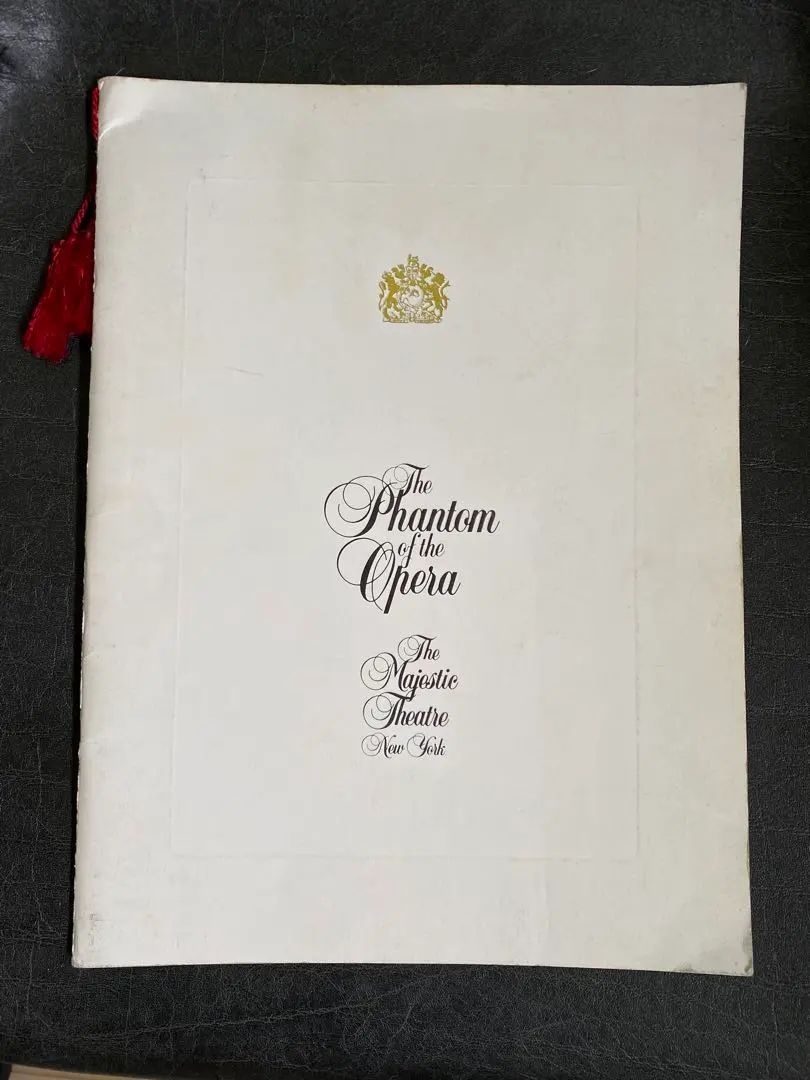 The
Phantom
of the
Opera
The
Majestic
Theatre
New York